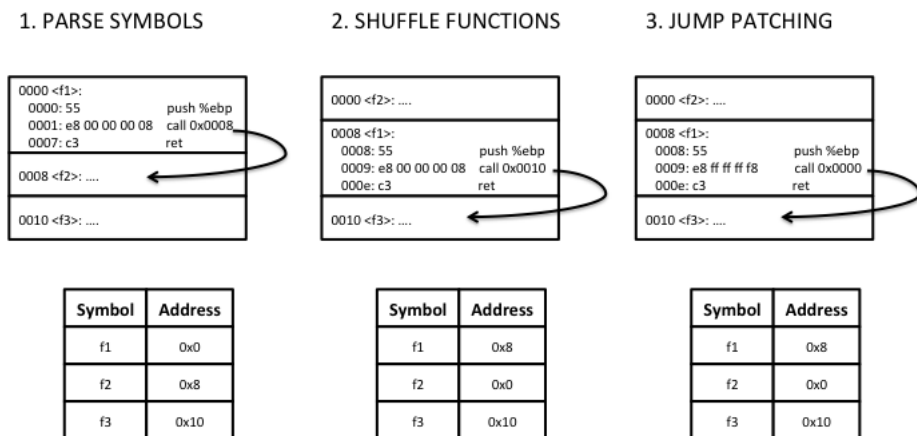 1. PARSE SYMBOLS
0000 <f1>:
0000: 55 push %ebp
0001: e8 00 00 00 08 call 0x0008
0007: c3 ret
0008 <f2>: ....
0010 <f3>: ....
Symbol Address
f1 0x0
f2 0x8
f3 0x10
2. SHUFFLE FUNCTIONS
0000 <f2>: ....
0008 <f1>:
0008: 55 push %ebp
0009: e8 00 00 00 08 call 0x0010
000e: c3 ret
0010 <f3>: ....
Symbol Address
f1 0x8
f2 0x0
f3 0x10
3. JUMP PATCHING
0000 <f2>: ....
0008 <f1>:
0008: 55 push %ebp
0009: e8 ff ff ff f8 call 0x0000
000e: c3 ret
0010 <f3>: ....
Symbol Address
f1 0x8
f2 0x0
f3 0x10